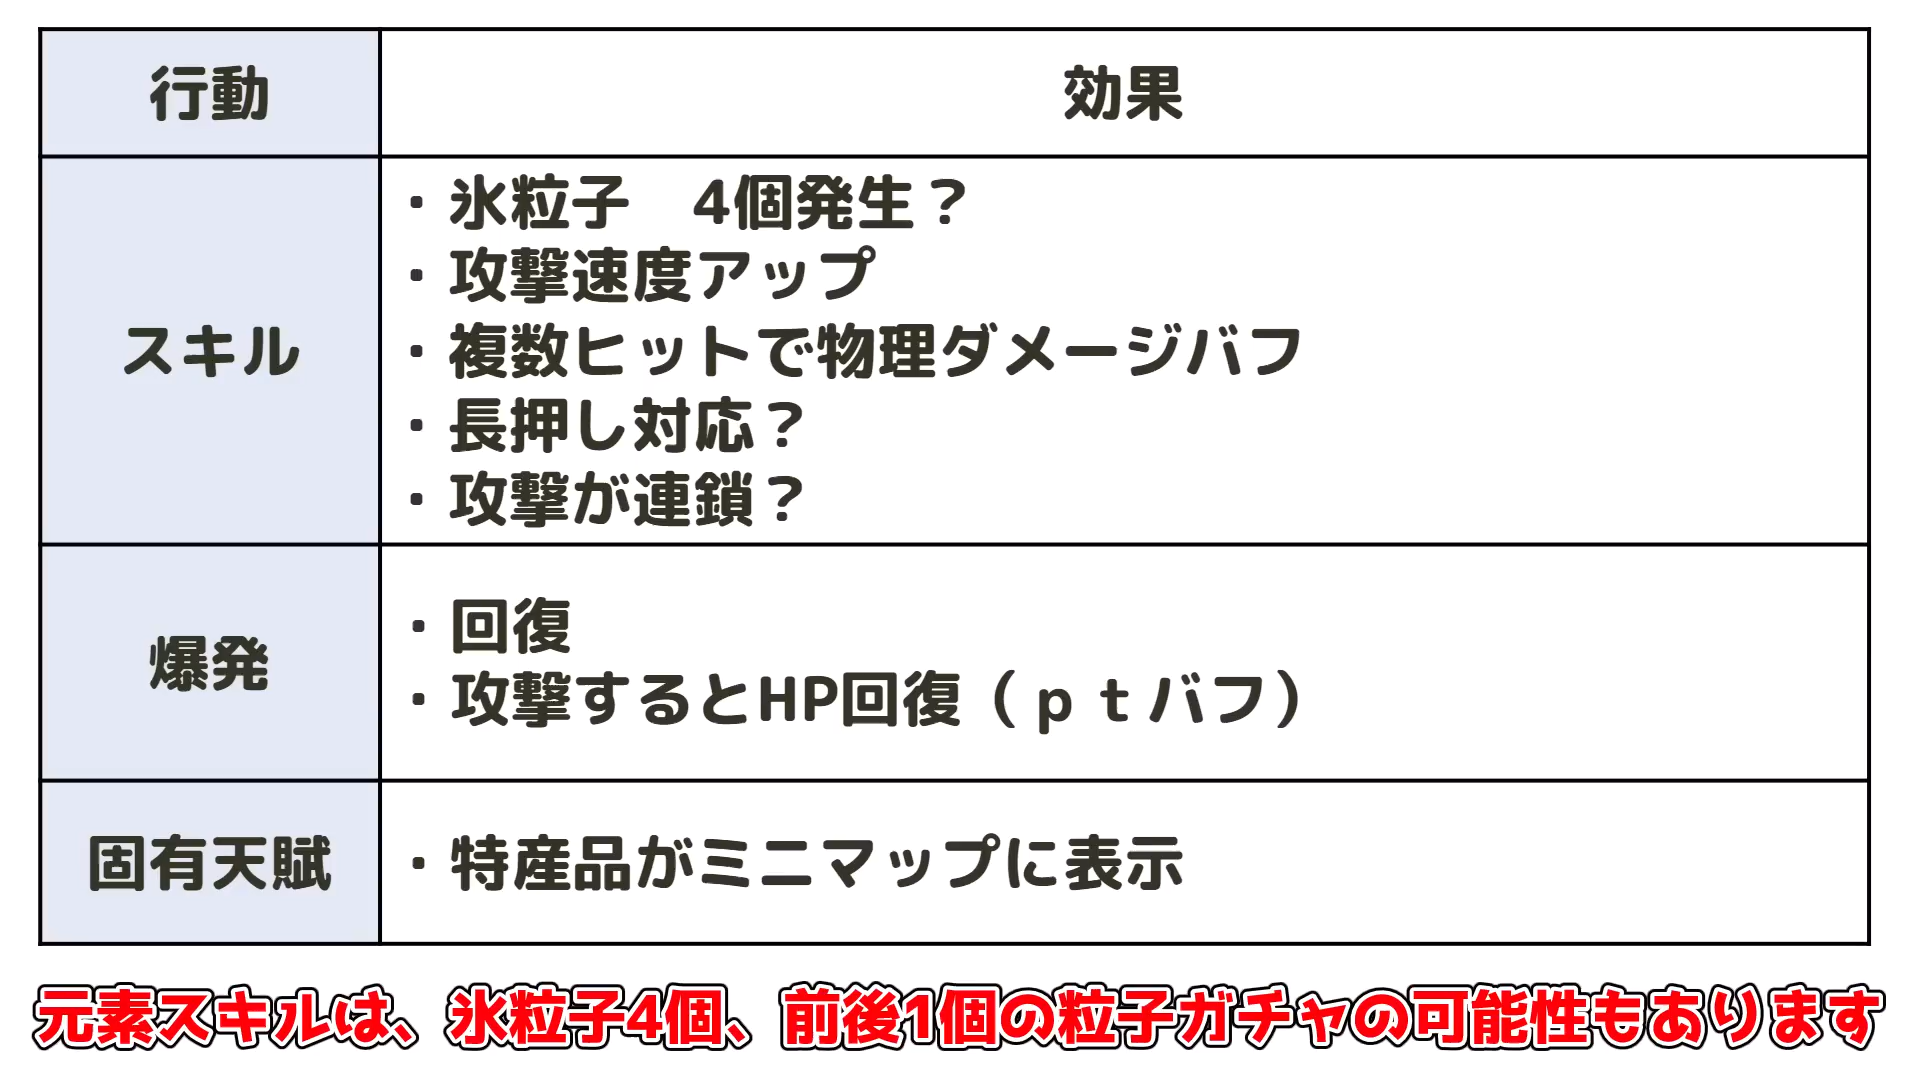 行動
効果
スキル
・氷粒子　4個発生？
・攻撃速度アップ
・複数ヒットで物理ダメージバフ
・長押し対応？
・攻撃が連鎖？
爆発
・回復
・攻撃するとHP回復（ｐｔバフ）
固有天賦
・特産品がミニマップに表示
元素スキルは、氷粒子4個、前後1個の粒子ガチャの可能性もあります